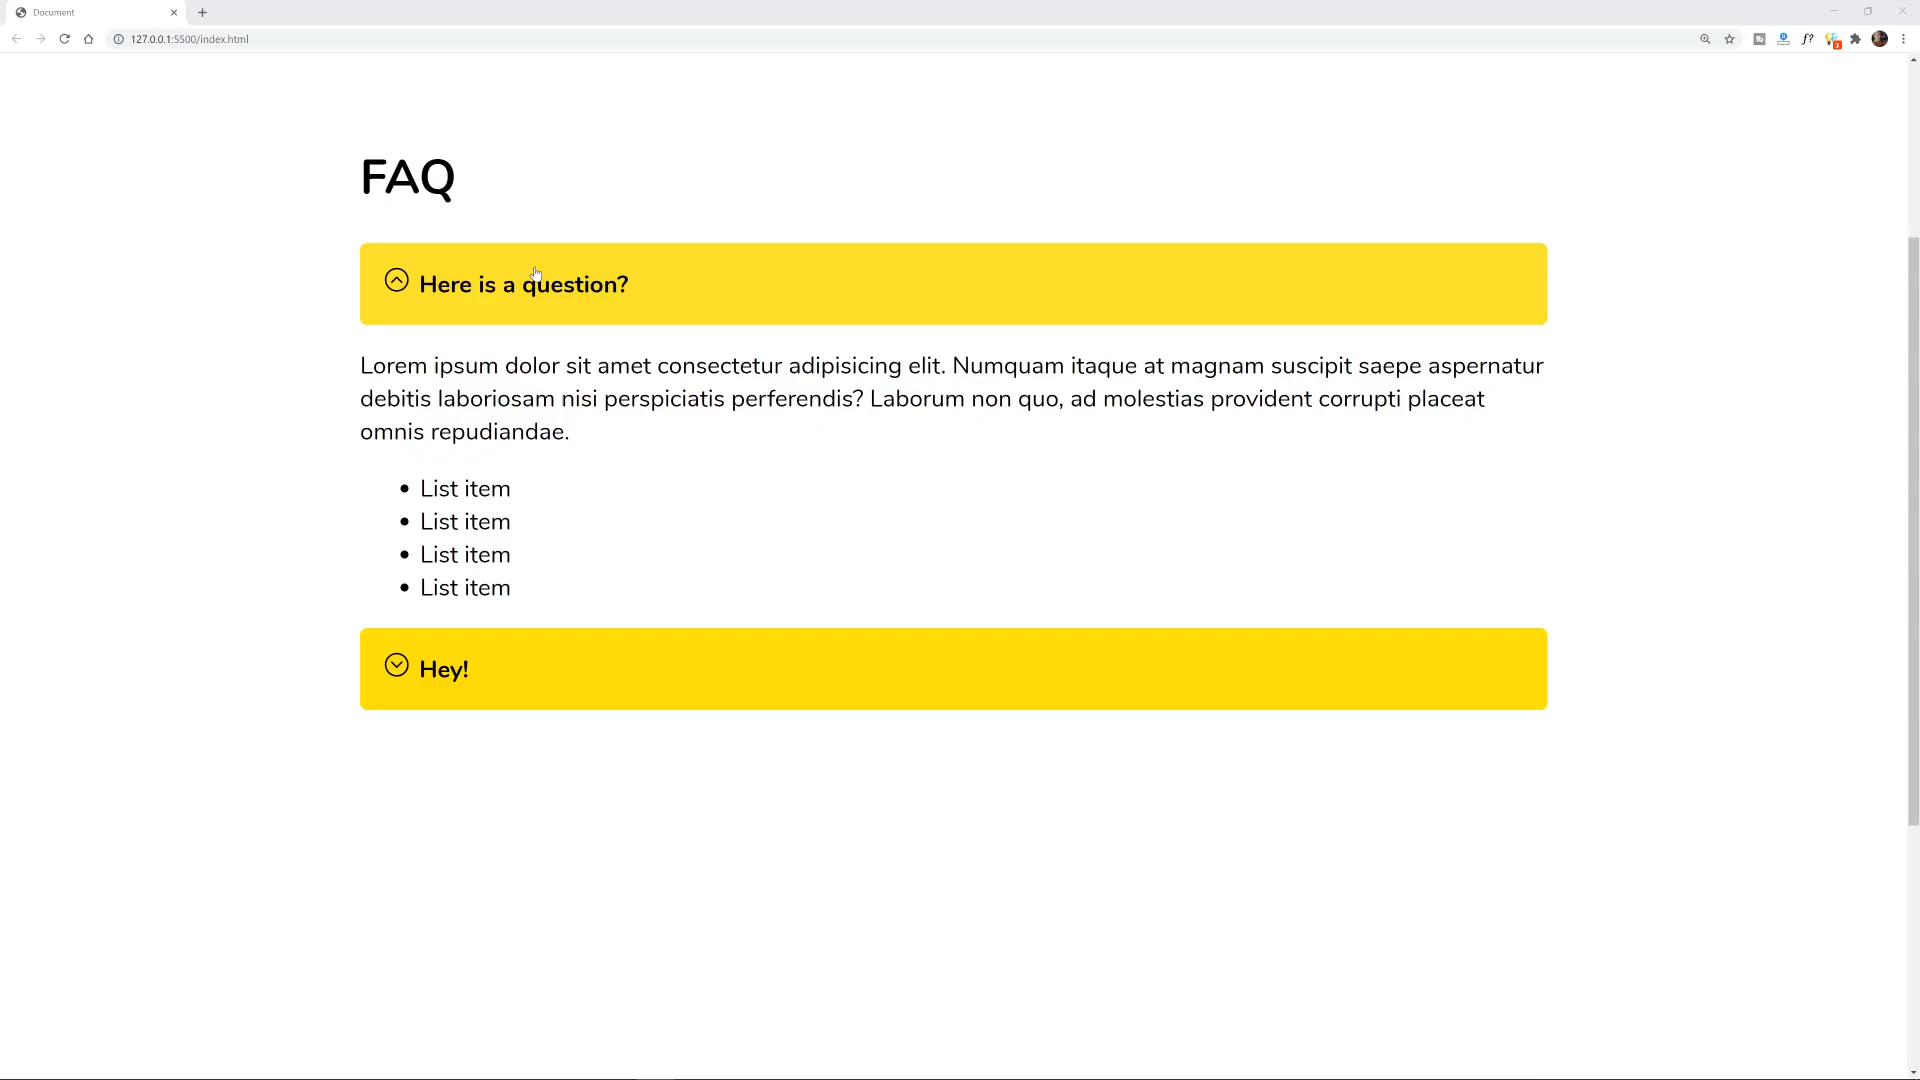 Document
127.0.0.1:5500/index.html
f?
3
FAQ
Here is a question?
Lorem ipsum dolor sit amet consectetur adipisicing elit. Numquam itaque at magnam suscipit saepe aspernatur
debitis laboriosam nisi perspiciatis perferendis? Laborum non quo, ad molestias provident corrupti placeat
omnis repudiandae.
List item
List item
List item
List item
Hey!